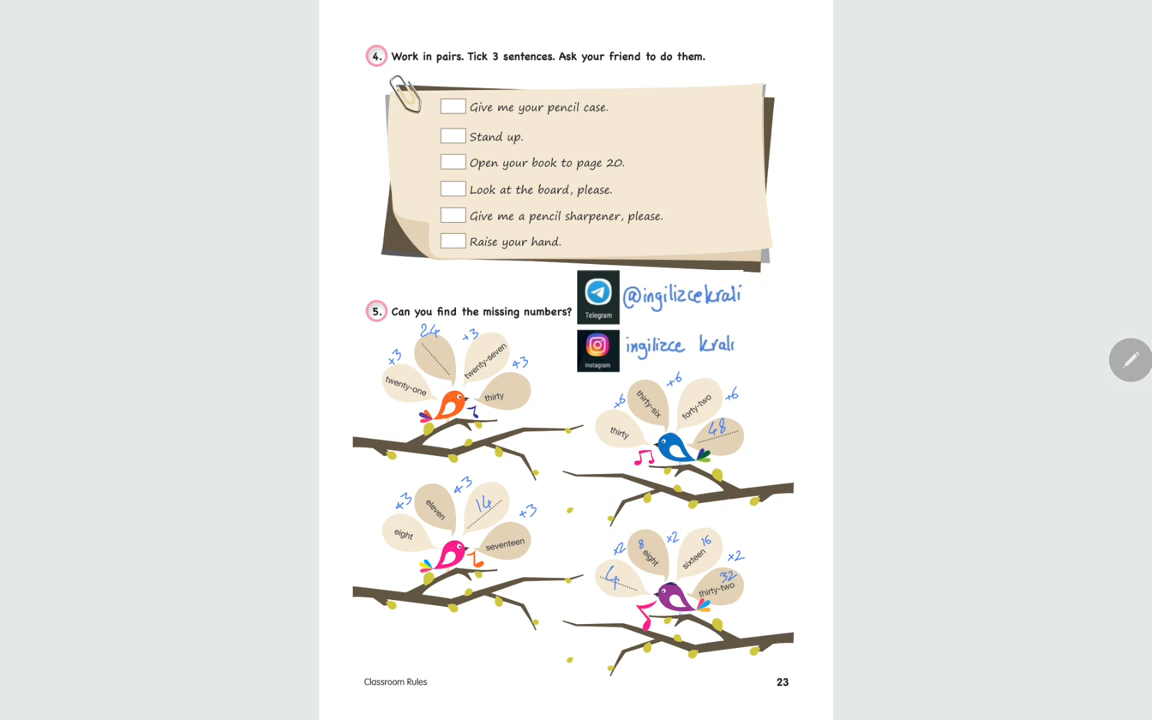 4. Work in pairs. Tick 3 sentences. Ask your friend to do them.
Give me your pencil case.
Stand up.
Open your book to page 20.
Look at the board, please.
Give me a pencil sharpener, please.
Raise your hand.
Telegram
@ingilizcekrali
5. Can you find the missing numbers?
Instagram
ingilizce kralı
twenty-one
+3
24
+3
twenty-seven
+3
thirty
thirty
+6
thirty-six
+6
forty-two
+6
48
eight
+3
eleven
+3
14
+3
seventeen
4
x2
8
eight
x2
16
sixteen
x2
32
thirty-two
Classroom Rules
23